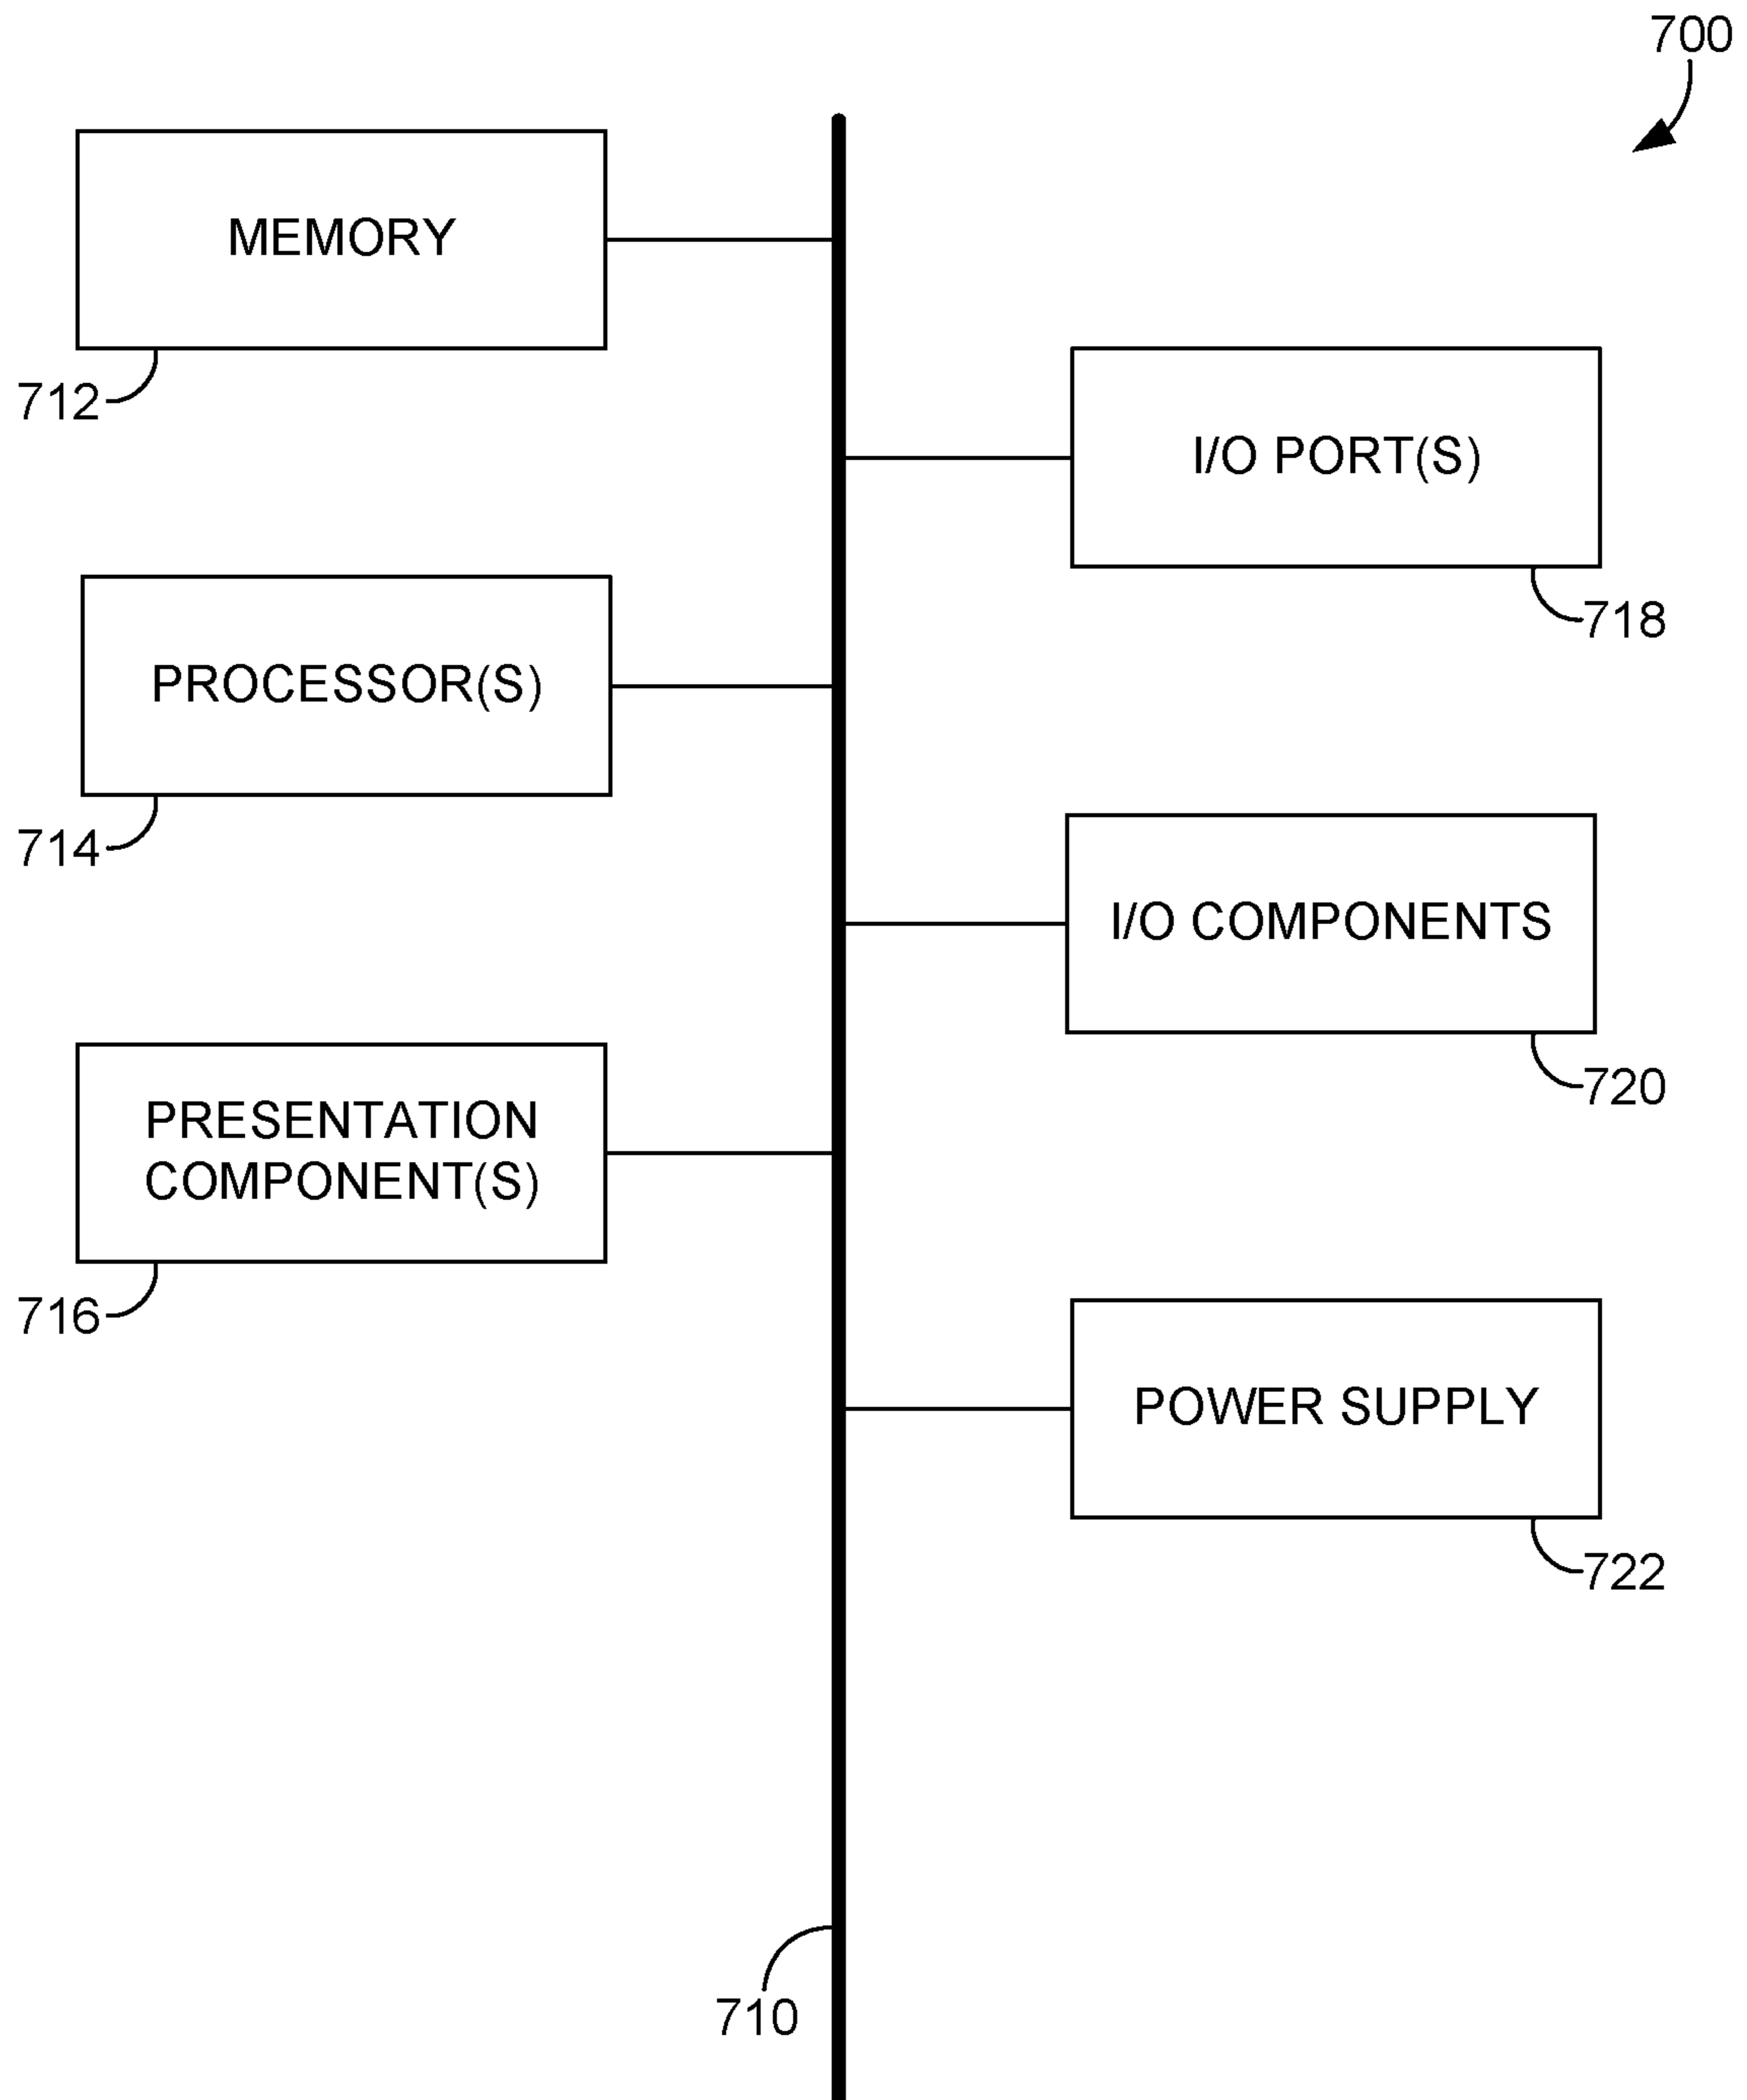 700
MEMORY
712
I/O PORT(S)
718
PROCESSOR(S)
714
I/O COMPONENTS
720
PRESENTATION
COMPONENT(S)
716
POWER SUPPLY
722
710